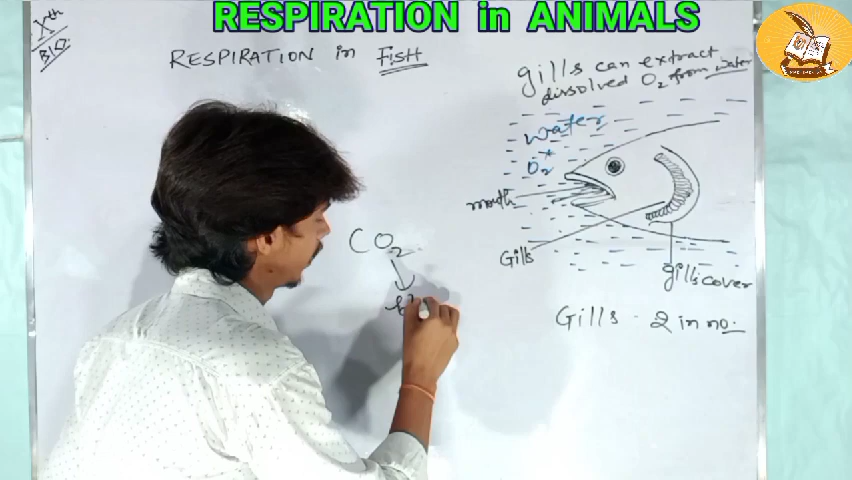 RESPIRATION in ANIMALS
Xth
BIO.
RESPIRATION in FISH
gills can extract
dissolved O2 from water
water
+
O2
mouth
CO2
Gills
gills cover
Gills - 2 in no.